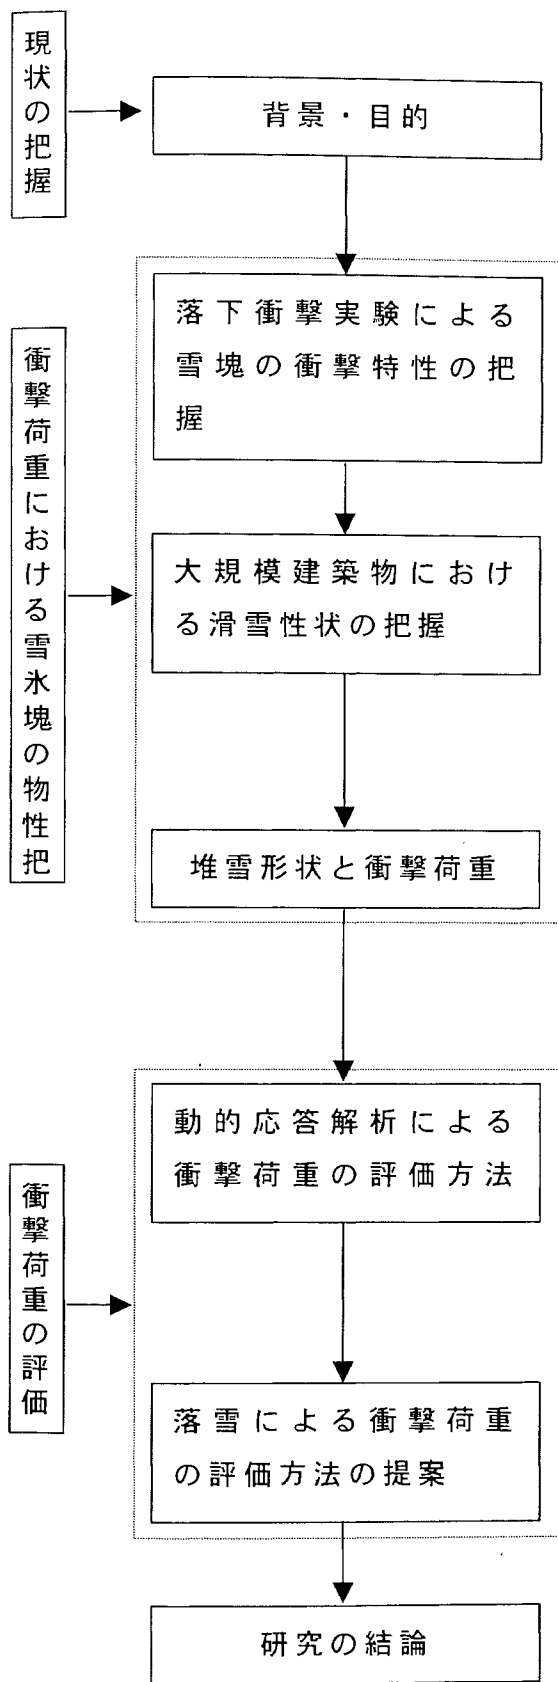 現状の把握
背景・目的
落下衝撃実験による
雪塊の衝撃特性の把
握
衝撃荷重における雪氷塊の物性把
大規模建築物におけ
る滑雪性状の把握
堆雪形状と衝撃荷重
動的応答解析による
衝撃荷重の評価方法
衝撃荷重の評価
落雪による衝撃荷重
の評価方法の提案
研究の結論